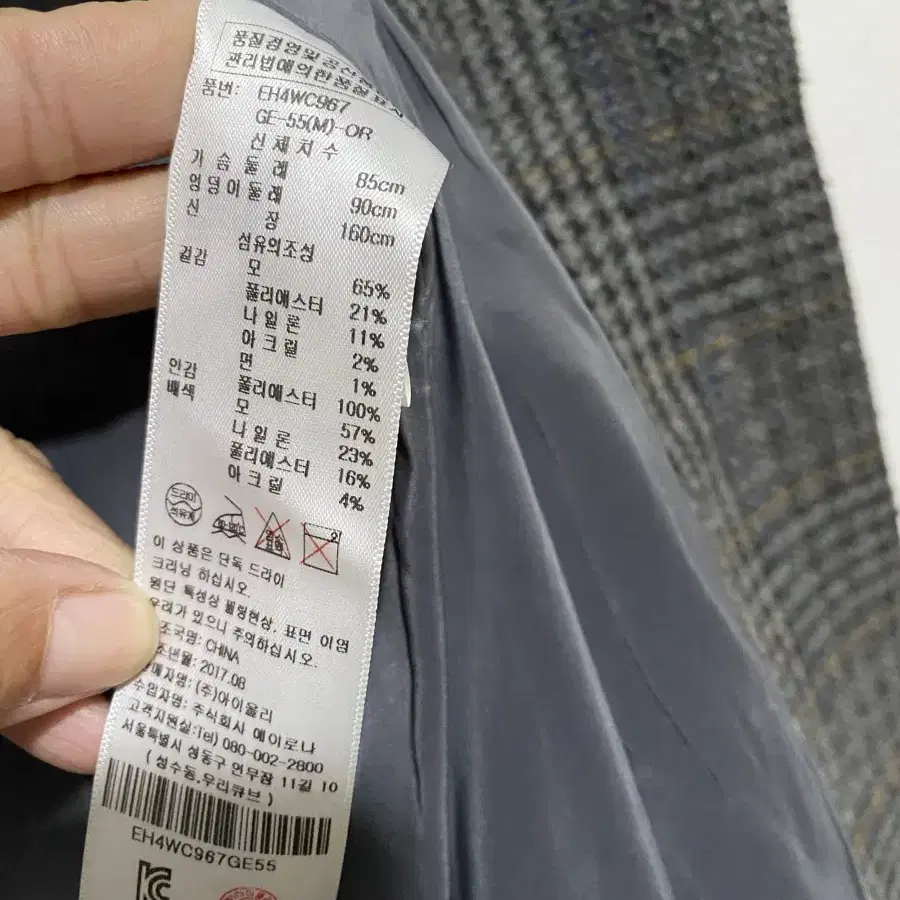 품질경영및공산품
관리법에의한품질표시
품번: EH4WC967
GE-55(M)-OR
신체치수
가슴둘레 85cm
엉덩이둘레 90cm
신장 160cm
섬유의조성
겉감 모 65%
폴리에스터 21%
나일론 11%
아크릴 2%
면 1%
안감 폴리에스터 100%
배색 모 57%
나일론 23%
폴리에스터 16%
아크릴 4%
드라이
석유계
이 상품은 단독 드라이
크리닝 하십시오.
원단 특성상 필링현상, 표면 이염
우려가 있으니 주의하십시오.
조국명: CHINA
조년월: 2017.08
매자명: (주)아이올리
수입자명: 주식회사 에이로나
고객지원실:Tel) 080-002-2800
서울특별시 성동구 연무장 11길 10
(성수동,우리큐브)
EH4WC967GE55